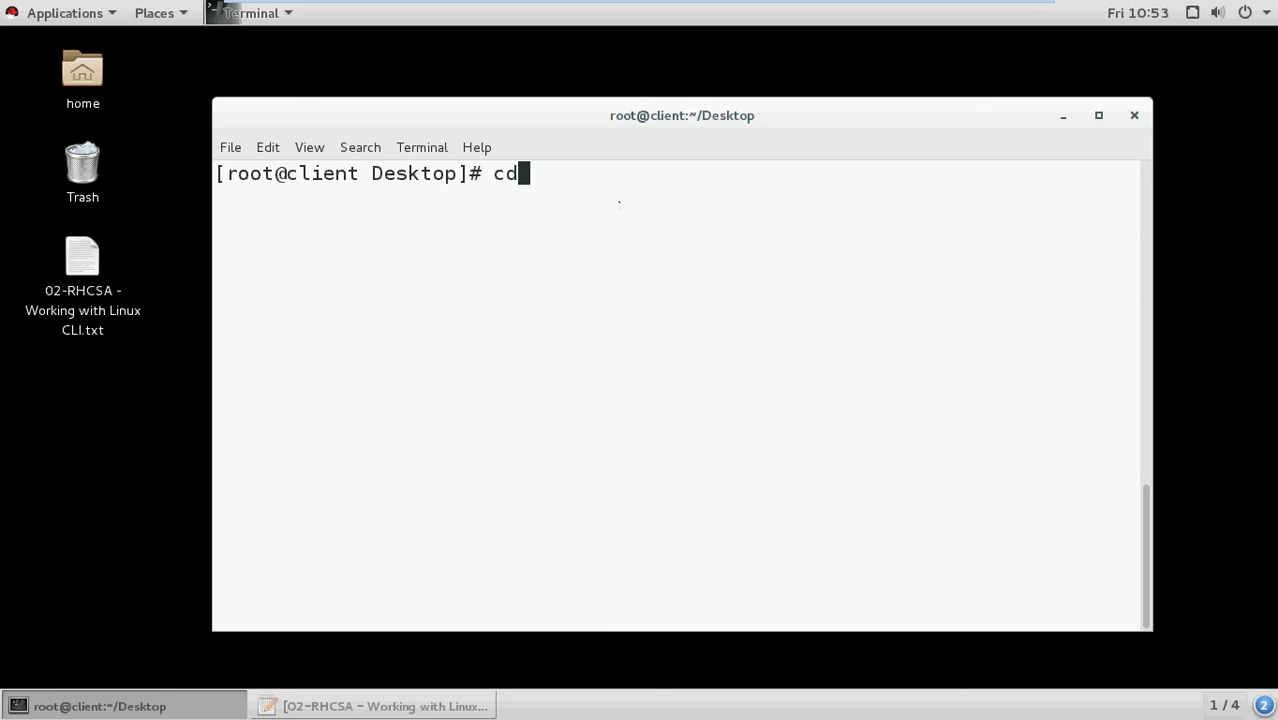 Applications Places Terminal Fri 10:53
home
Trash
02-RHCSA -
Working with Linux
CLI.txt
root@client:~/Desktop
File Edit View Search Terminal Help
[root@client Desktop]# cd
root@client:~/Desktop [02-RHCSA - Working with Linux... 1 / 4 2